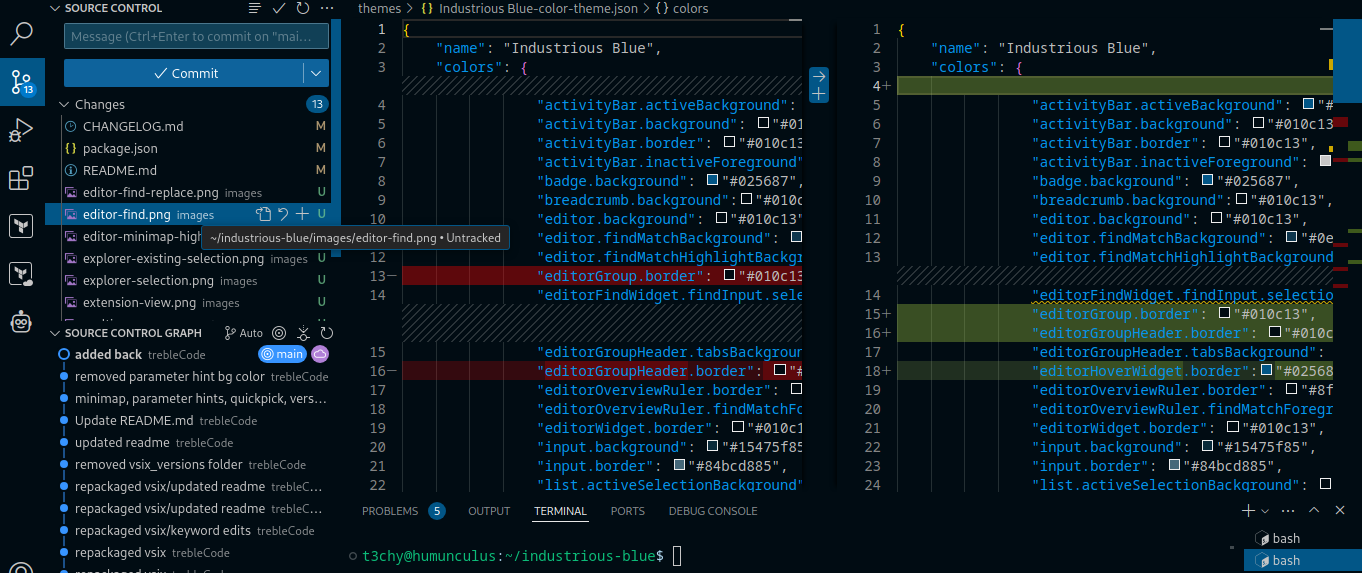 SOURCE CONTROL
Message (Ctrl+Enter to commit on "mai...
Commit
Changes 13
13
CHANGELOG.md M
package.json M
README.md M
editor-find-replace.png images U
editor-find.png images U
editor-minimap-hig
~/industrious-blue/images/editor-find.png • Untracked
explorer-existing-selection.png images U
explorer-selection.png images U
extension-view.png images U
SOURCE CONTROL GRAPH Auto
added back trebleCode main
removed parameter hint bg color trebleCode
minimap, parameter hints, quickpick, vers...
Update README.md trebleCode
updated readme trebleCode
removed vsix_versions folder trebleCode
repackaged vsix/updated readme trebleC...
repackaged vsix/updated readme trebleC...
repackaged vsix/keyword edits trebleCode
repackaged vsix trebleCode
themes > {} Industrious Blue-color-theme.json > {} colors
1 {
2 "name": "Industrious Blue",
3 "colors": {
4 "activityBar.activeBackground":
5 "activityBar.background": "#01
6 "activityBar.border": "#010c13
7 "activityBar.inactiveForeground"
8 "badge.background": "#025687",
9 "breadcrumb.background": "#010c
10 "editor.background": "#010c13"
11 "editor.findMatchBackground":
12 "editor.findMatchHighlightBackgr
13 "editorGroup.border": "#010c13
14 "editorFindWidget.findInput.sele
15 "editorGroupHeader.tabsBackgroun
16 "editorGroupHeader.border": "#
17 "editorOverviewRuler.border":
18 "editorOverviewRuler.findMatchFo
19 "editorWidget.border": "#010c1
20 "input.background": "#15475f85
21 "input.border": "#84bcd885",
22 "list.activeSelectionBackground"
1 {
2 "name": "Industrious Blue",
3 "colors": {
4+
5 "activityBar.activeBackground": "#
6 "activityBar.background": "#010c13
7 "activityBar.border": "#010c13",
8 "activityBar.inactiveForeground":
9 "badge.background": "#025687",
10 "breadcrumb.background": "#010c13"
11 "editor.background": "#010c13",
12 "editor.findMatchBackground": "#0e
13 "editor.findMatchHighlightBackground
14 "editorFindWidget.findInput.selectio
15+ "editorGroup.border": "#010c13",
16+ "editorGroupHeader.border": "#010c
17 "editorGroupHeader.tabsBackground":
18+ "editorHoverWidget.border": "#02568
19 "editorOverviewRuler.border": "#8f
20 "editorOverviewRuler.findMatchForegr
21 "editorWidget.border": "#010c13",
22 "input.background": "#15475f85",
23 "input.border": "#84bcd885",
24 "list.activeSelectionBackground":
PROBLEMS 5 OUTPUT TERMINAL PORTS DEBUG CONSOLE
t3chy@humunculus:~/industrious-blue$
bash
bash